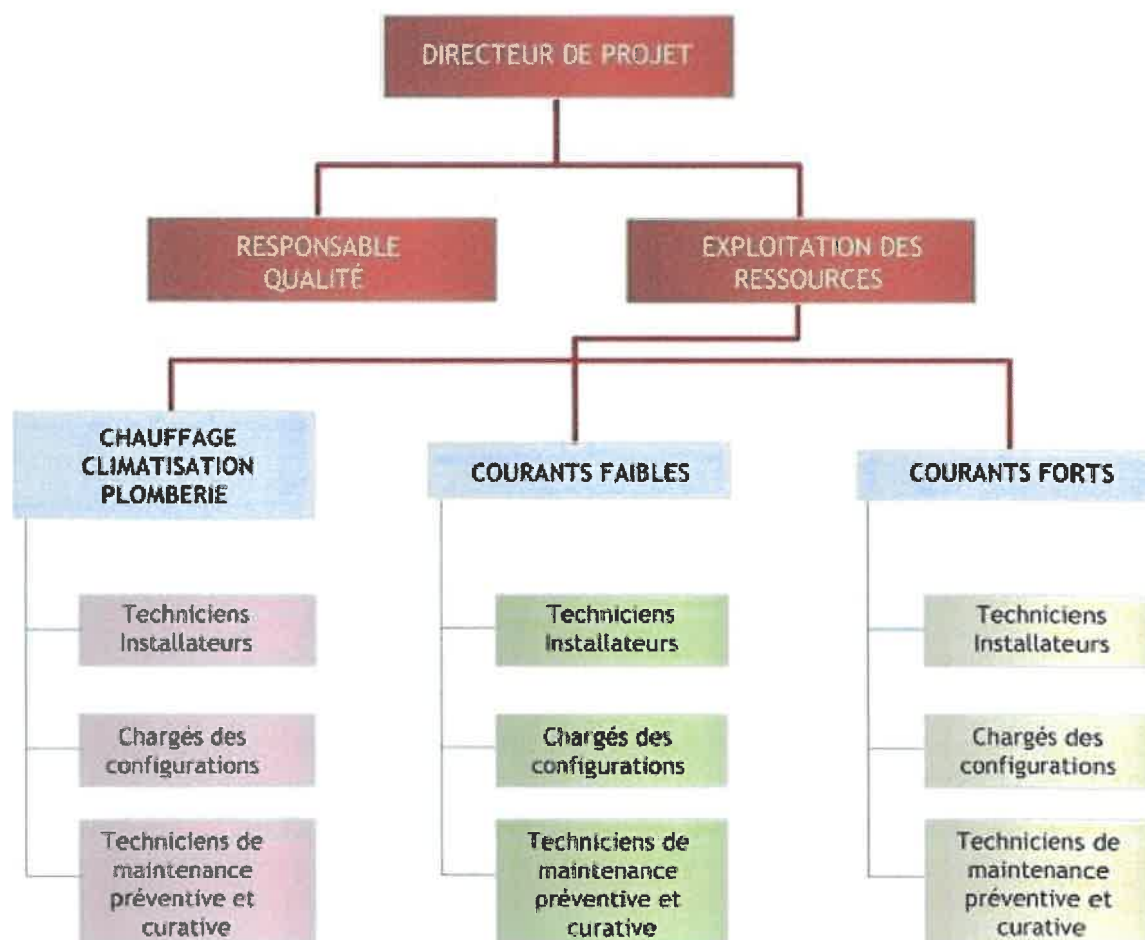 DIRECTEUR DE PROJET
RESPONSABLE
QUALITÉ
EXPLOITATION DES
RESSOURCES
CHAUFFAGE
CLIMATISATION
PLOMBERIE
COURANTS FAIBLES
COURANTS FORTS
Techniciens
Installateurs
Chargés des
configurations
Techniciens de
maintenance
préventive et
curative
Techniciens
Installateurs
Chargés des
configurations
Techniciens de
maintenance
préventive et
curative
Techniciens
Installateurs
Chargés des
configurations
Techniciens de
maintenance
préventive et
curative